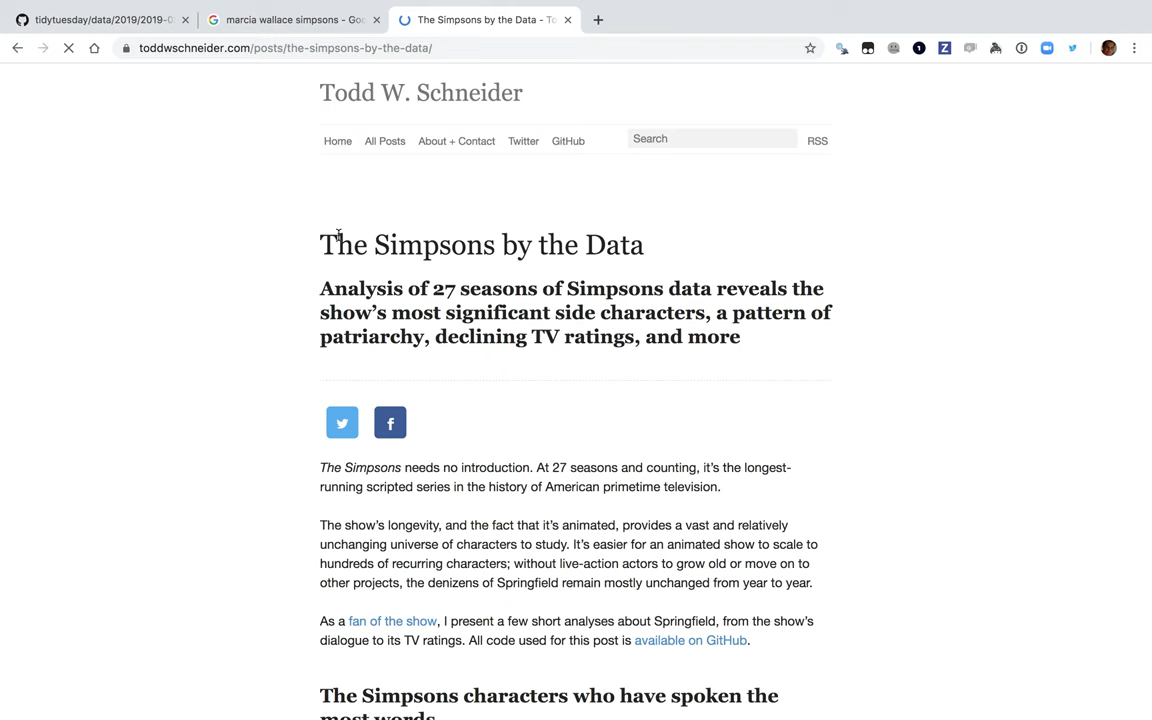 tidytuesday/data/2019/2019-0
marcia wallace simpsons - Goo
The Simpsons by the Data - To
toddwschneider.com/posts/the-simpsons-by-the-data/
Todd W. Schneider
Home All Posts About + Contact Twitter GitHub Search RSS
The Simpsons by the Data
Analysis of 27 seasons of Simpsons data reveals the
show's most significant side characters, a pattern of
patriarchy, declining TV ratings, and more
The Simpsons needs no introduction. At 27 seasons and counting, it's the longest-
running scripted series in the history of American primetime television.
The show's longevity, and the fact that it's animated, provides a vast and relatively
unchanging universe of characters to study. It's easier for an animated show to scale to
hundreds of recurring characters; without live-action actors to grow old or move on to
other projects, the denizens of Springfield remain mostly unchanged from year to year.
As a fan of the show, I present a few short analyses about Springfield, from the show's
dialogue to its TV ratings. All code used for this post is available on GitHub.
The Simpsons characters who have spoken the
most words